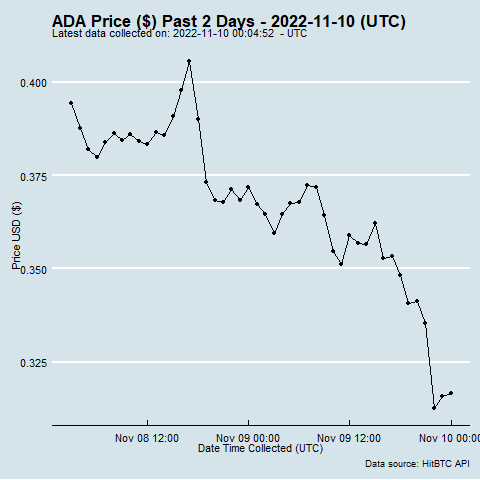 ADA Price ($) Past 2 Days - 2022-11-10 (UTC)
Latest data collected on: 2022-11-10 00:04:52  - UTC
0.400
0.375
0.350
0.325
Price USD ($)
Nov 08 12:00
Nov 09 00:00
Nov 09 12:00
Nov 10 00:00
Date Time Collected (UTC)
Data source: HitBTC API